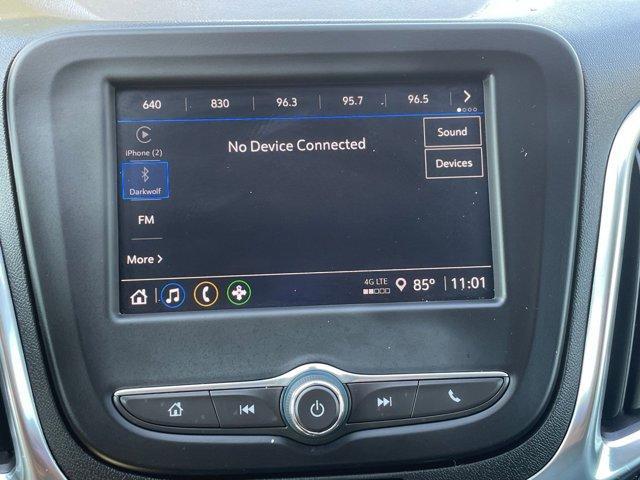 640 830 96.3 95.7 96.5
iPhone (2)
No Device Connected
Sound
Devices
Darkwolf
FM
More
4G LTE 85° 11:01